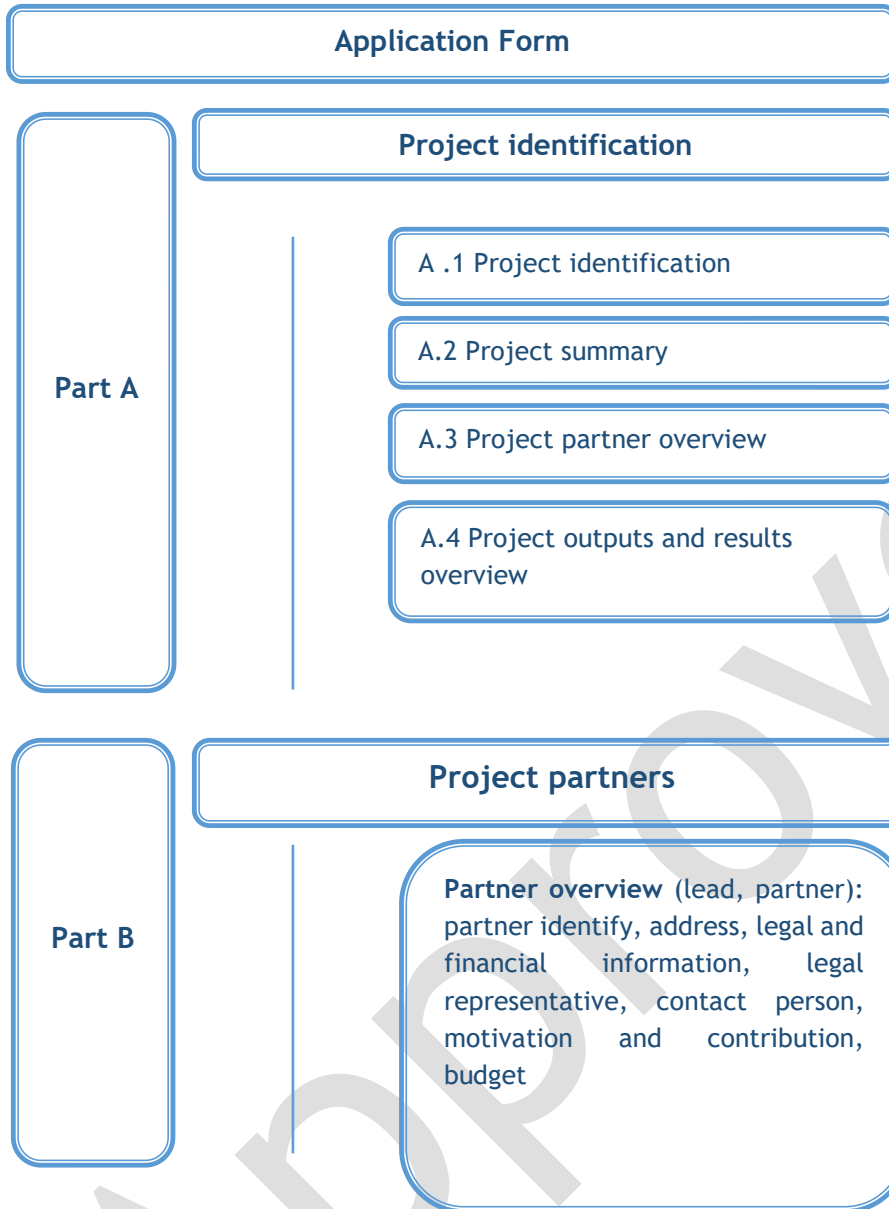 Application Form
Project identification
Part A
A .1 Project identification
A.2 Project summary
A.3 Project partner overview
A.4 Project outputs and results
overview
Project partners
Part B
Partner overview (lead, partner):
partner identify, address, legal and
financial information, legal
representative, contact person,
motivation and contribution,
budget